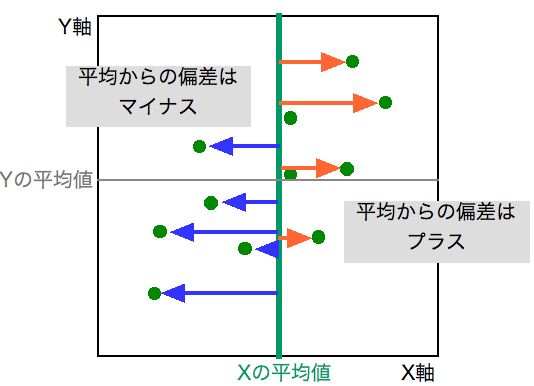 Y軸
平均からの偏差は
マイナス
Yの平均値
平均からの偏差は
プラス
Xの平均値
X軸